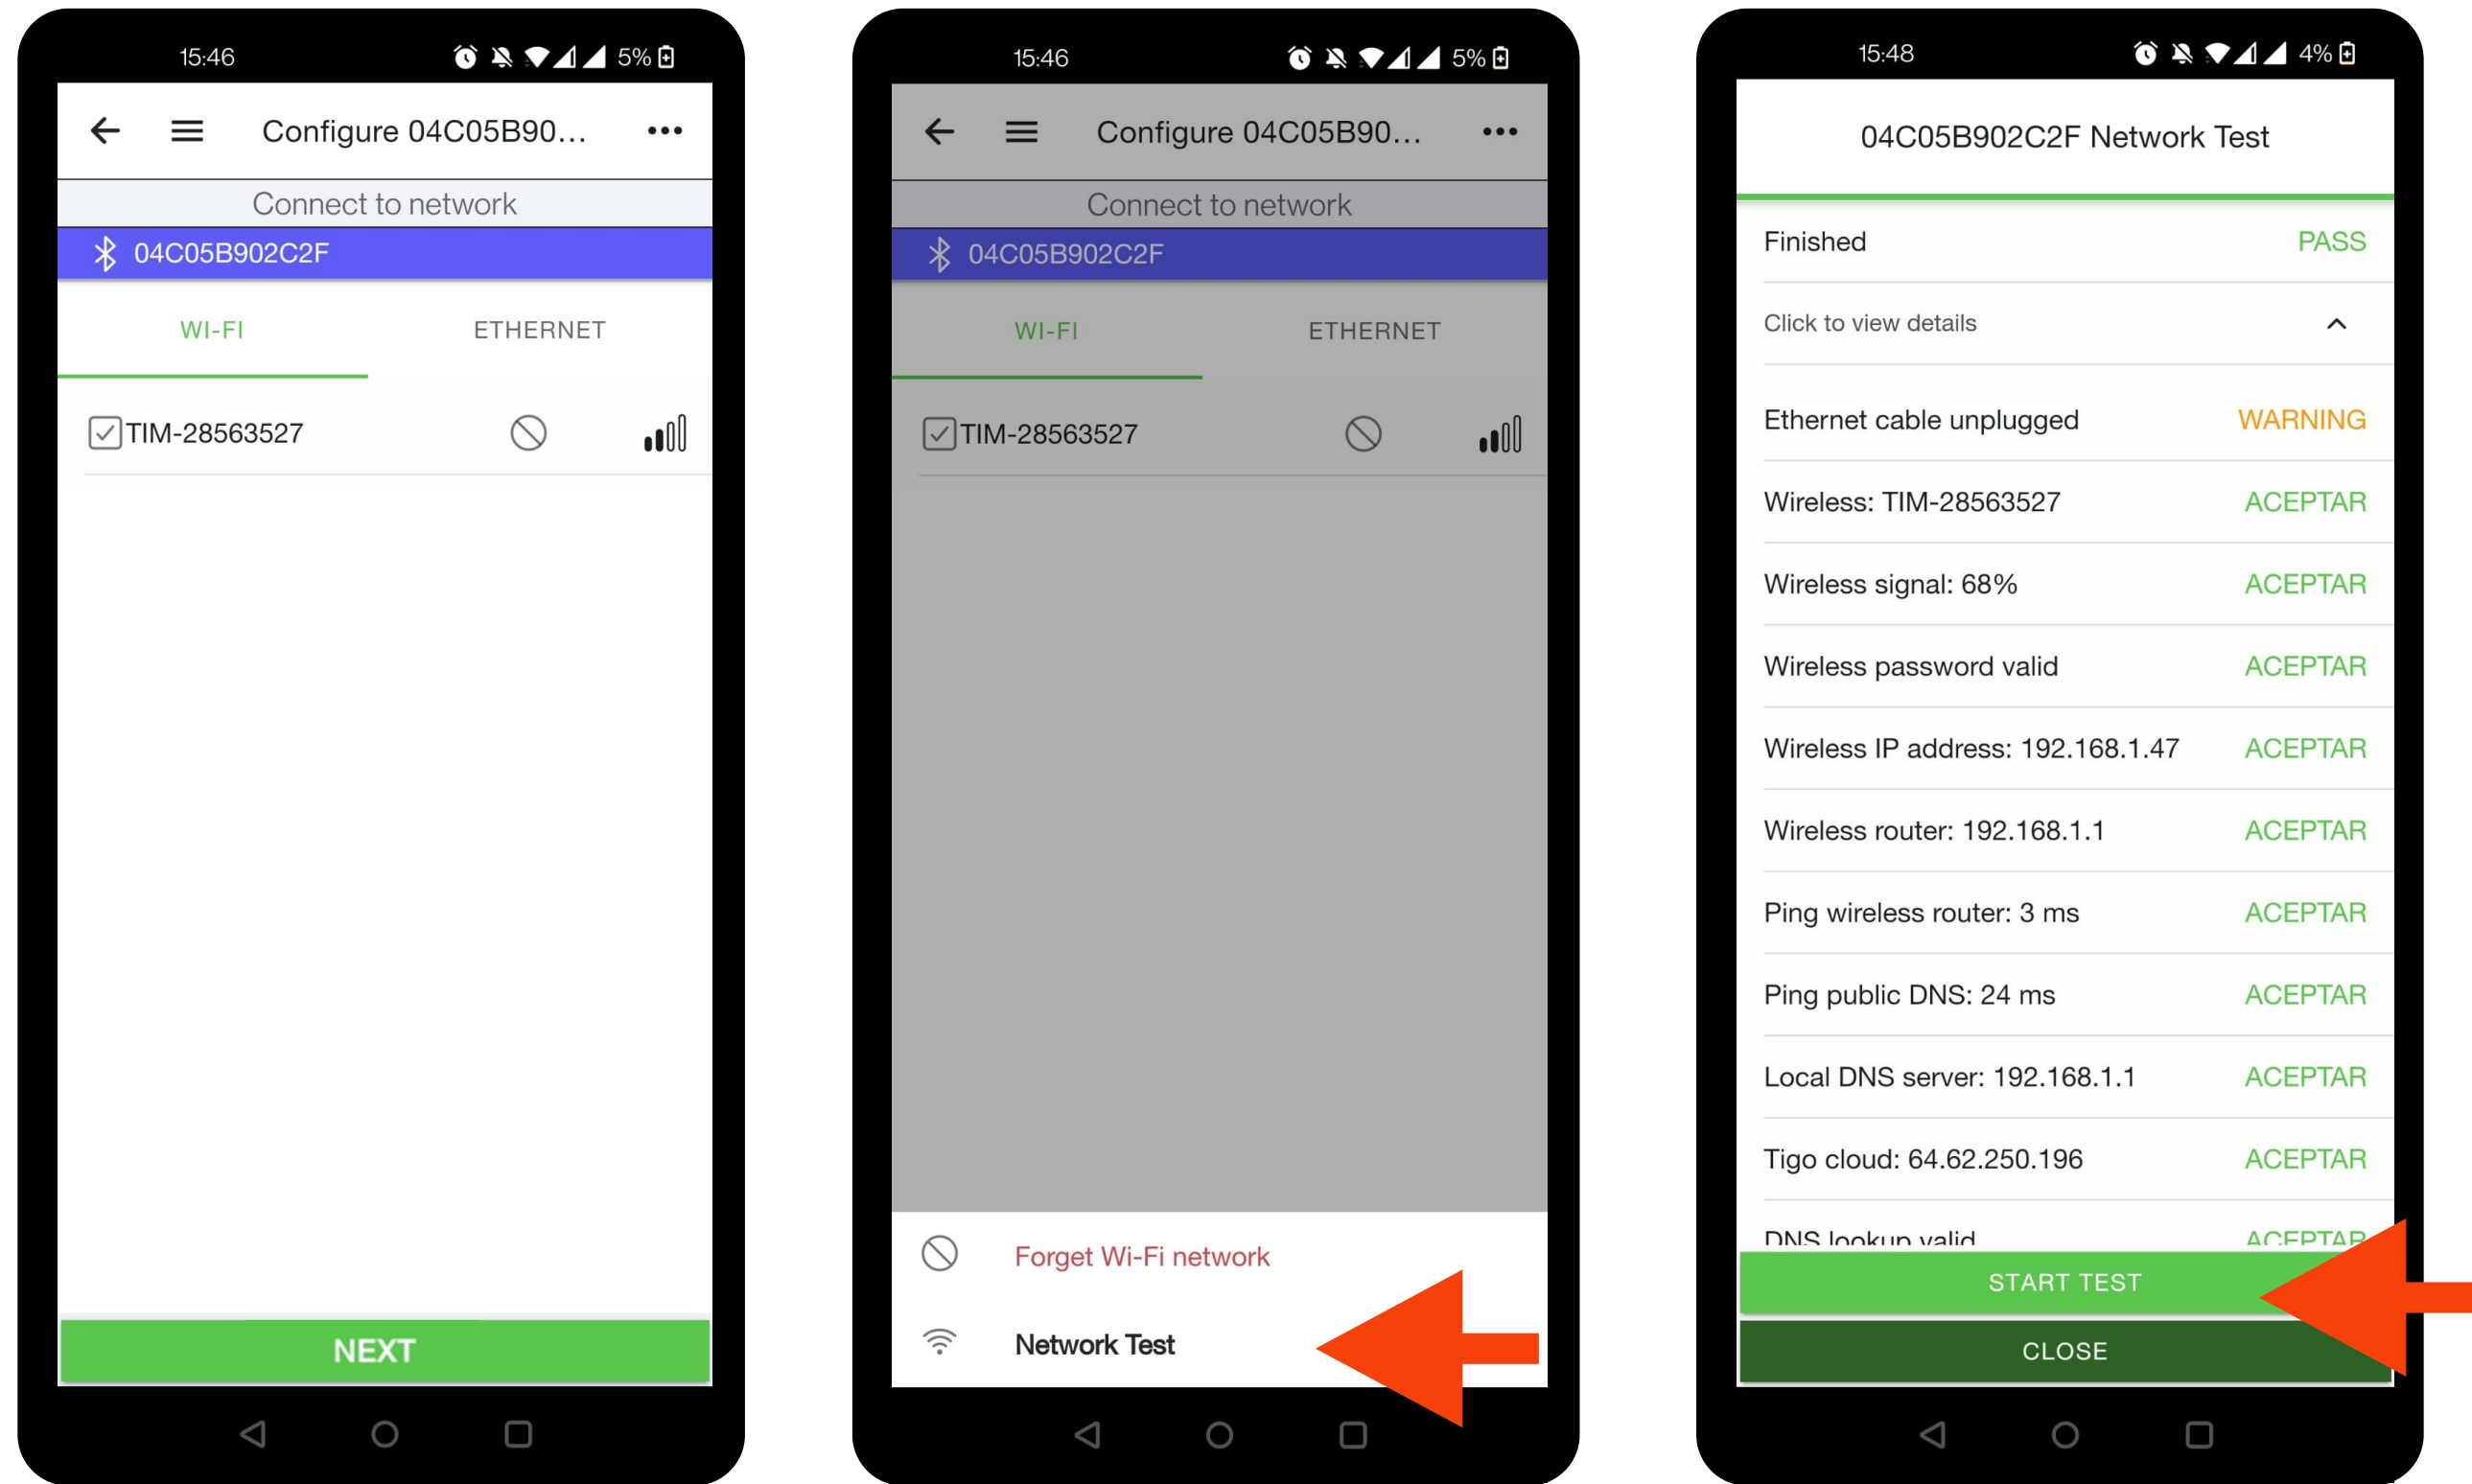 15:46
5%
Configure 04C05B90...
Connect to network
04C05B902C2F
WI-FI ETHERNET
TIM-28563527
NEXT
15:46
5%
Configure 04C05B90...
Connect to network
04C05B902C2F
WI-FI ETHERNET
TIM-28563527
Forget Wi-Fi network
Network Test
15:48
4%
04C05B902C2F Network Test
Finished PASS
Click to view details
Ethernet cable unplugged WARNING
Wireless: TIM-28563527 ACEPTAR
Wireless signal: 68% ACEPTAR
Wireless password valid ACEPTAR
Wireless IP address: 192.168.1.47 ACEPTAR
Wireless router: 192.168.1.1 ACEPTAR
Ping wireless router: 3 ms ACEPTAR
Ping public DNS: 24 ms ACEPTAR
Local DNS server: 192.168.1.1 ACEPTAR
Tigo cloud: 64.62.250.196 ACEPTAR
DNS lookup valid ACEPTAR
START TEST
CLOSE